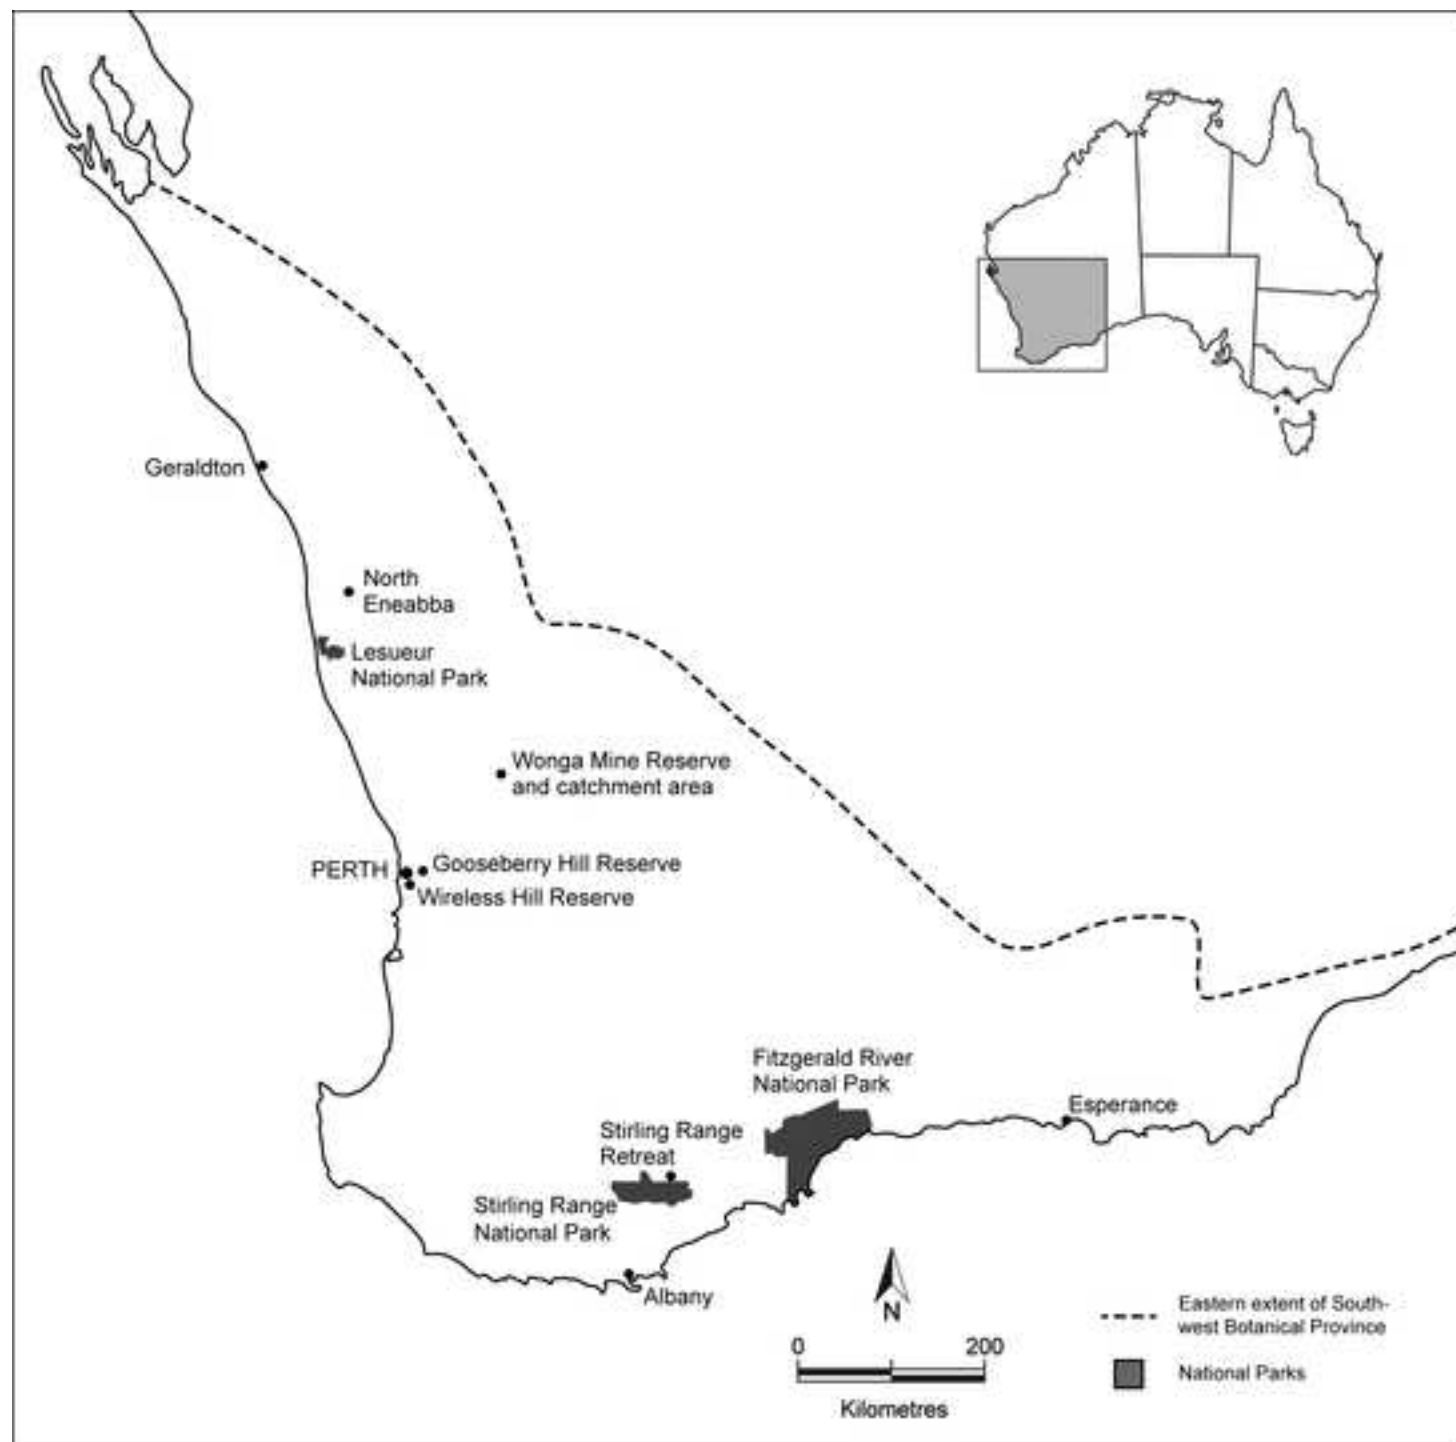 Geraldton
North
Eneabba
Lesueur
National Park
Wonga Mine Reserve
and catchment area
PERTH
Gooseberry Hill Reserve
Wireless Hill Reserve
Fitzgerald River
National Park
Esperance
Stirling Range
Retreat
Stirling Range
National Park
Albany
N
0 200
Kilometres
Eastern extent of South-
west Botanical Province
National Parks